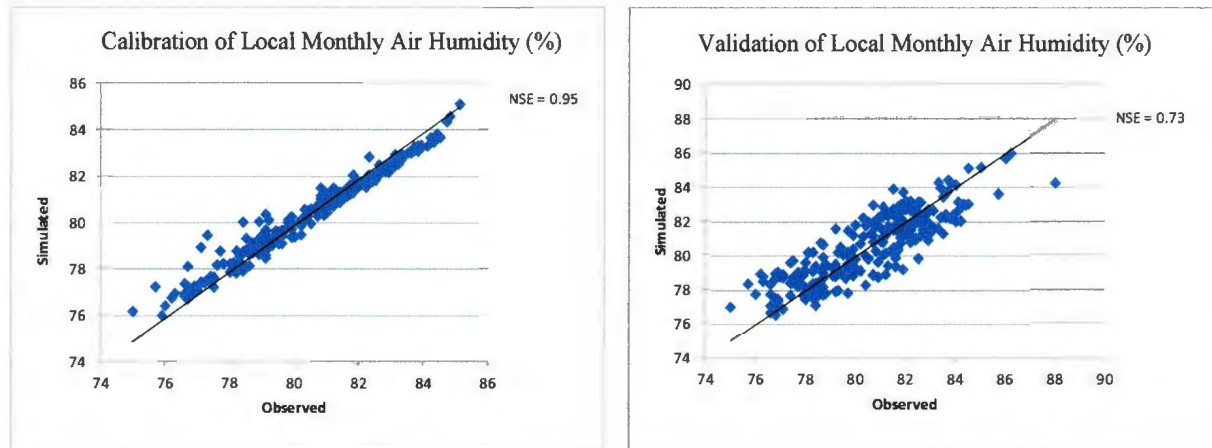 Calibration of Local Monthly Air Humidity (%)
NSE = 0.95
86
84
82
80
78
76
74
Simulated
74 76 78 80 82 84 86
Observed
Validation of Local Monthly Air Humidity (%)
NSE = 0.73
90
88
86
84
82
80
78
76
74
Simulated
74 76 78 80 82 84 86 88 90
Observed